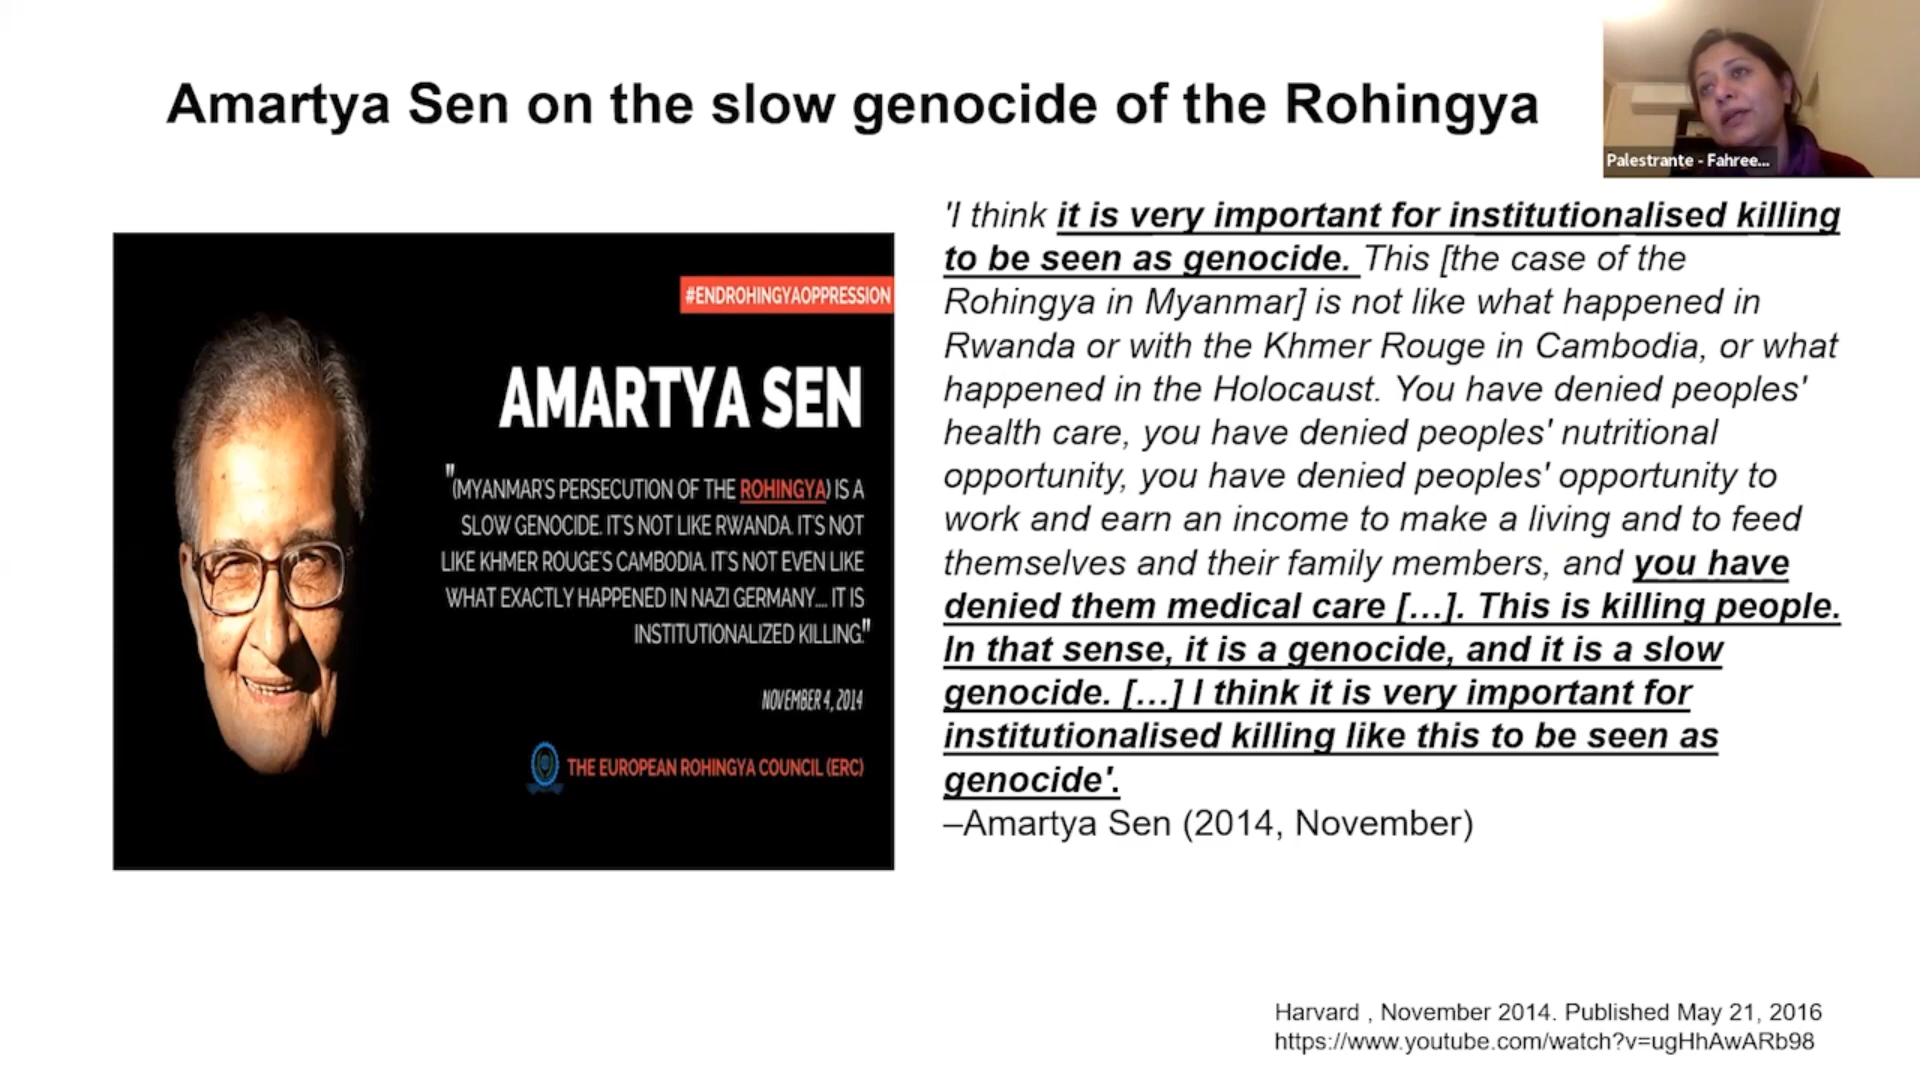 Amartya Sen on the slow genocide of the Rohingya
Palestrante - Fahree...
#ENDROHINGYAOPPRESSION
AMARTYA SEN
"(MYANMAR'S PERSECUTION OF THE ROHINGYA) IS A
SLOW GENOCIDE. IT'S NOT LIKE RWANDA. IT'S NOT
LIKE KHMER ROUGE'S CAMBODIA. IT'S NOT EVEN LIKE
WHAT EXACTLY HAPPENED IN NAZI GERMANY.... IT IS
INSTITUTIONALIZED KILLING."
NOVEMBER 4, 2014
THE EUROPEAN ROHINGYA COUNCIL (ERC)
'I think it is very important for institutionalised killing
to be seen as genocide. This [the case of the
Rohingya in Myanmar] is not like what happened in
Rwanda or with the Khmer Rouge in Cambodia, or what
happened in the Holocaust. You have denied peoples'
health care, you have denied peoples' nutritional
opportunity, you have denied peoples' opportunity to
work and earn an income to make a living and to feed
themselves and their family members, and you have
denied them medical care [...]. This is killing people.
In that sense, it is a genocide, and it is a slow
genocide. [...] I think it is very important for
institutionalised killing like this to be seen as
genocide'.
–Amartya Sen (2014, November)
Harvard , November 2014. Published May 21, 2016
https://www.youtube.com/watch?v=ugHhAwARb98